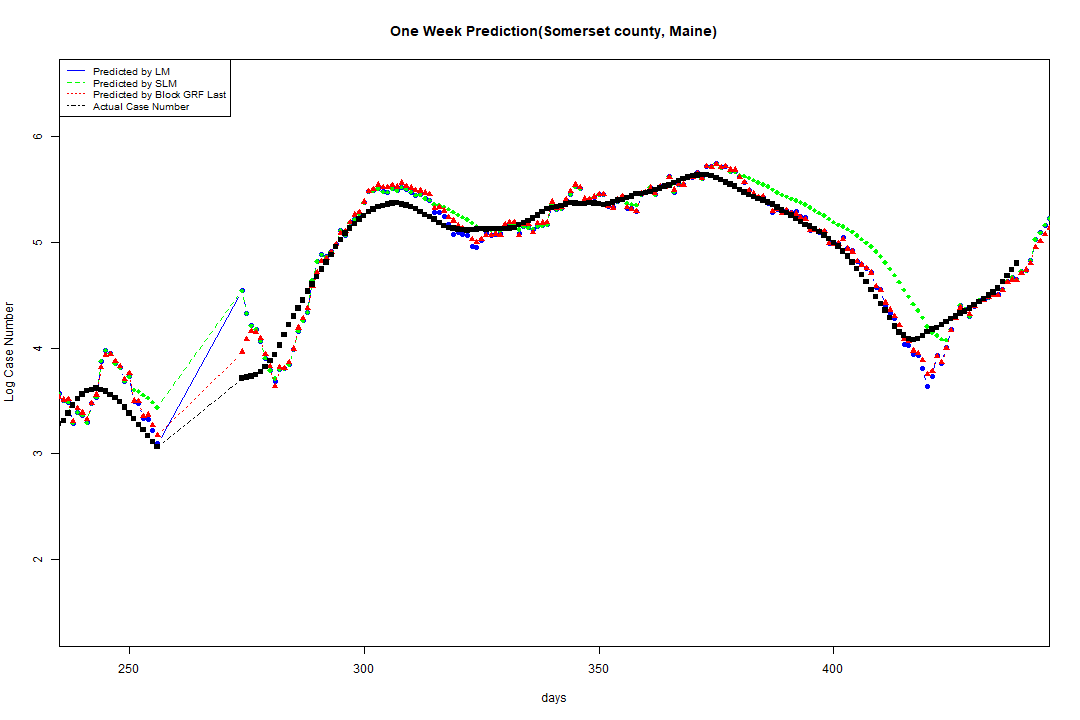 One Week Prediction(Somerset county, Maine)
Predicted by LM
Predicted by SLM
Predicted by Block GRF Last
Actual Case Number
Log Case Number
6
5
4
3
2
250
300
350
400
days